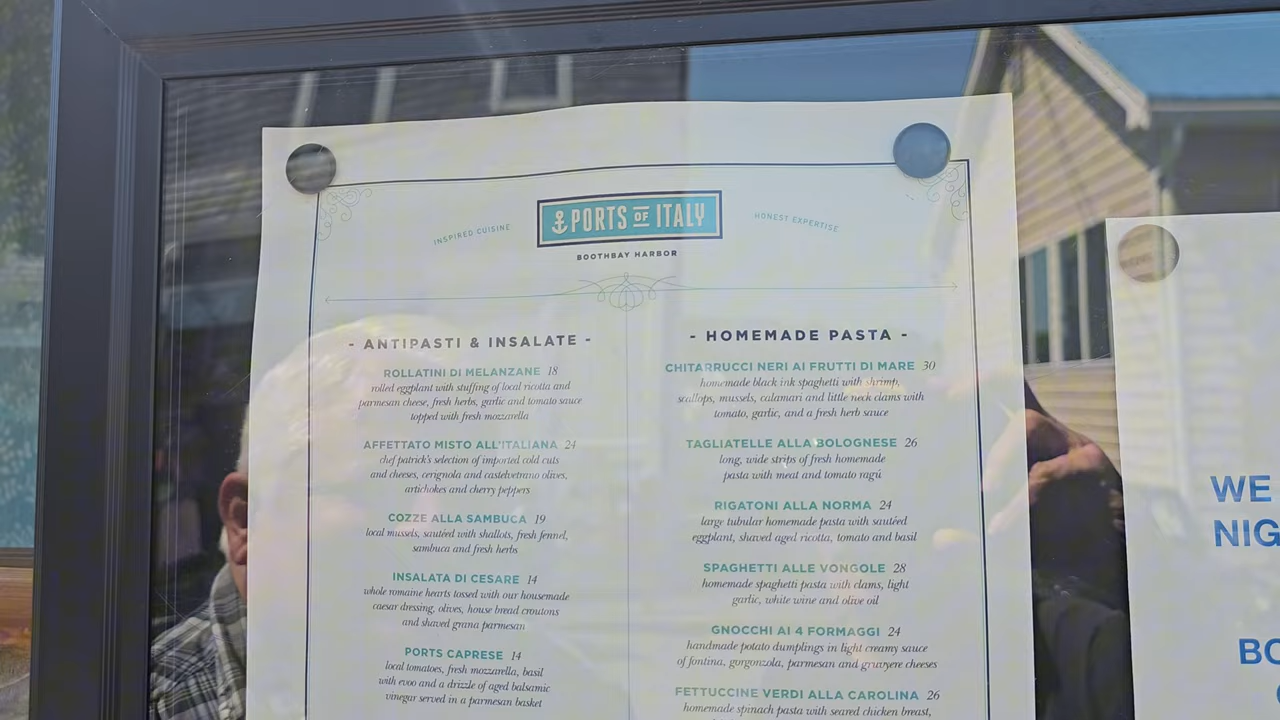 INSPIRED CUISINE
PORTS OF ITALY
HONEST EXPERTISE
BOOTHBAY HARBOR
- ANTIPASTI & INSALATE -
ROLLATINI DI MELANZANE 18
rolled eggplant with stuffing of local ricotta and
parmesan cheese, fresh herbs, garlic and tomato sauce
topped with fresh mozzarella
AFFETTATO MISTO ALL'ITALIANA 24
chef patrick's selection of imported cold cuts
and cheeses, cerignola and castelvetrano olives,
artichokes and cherry peppers
COZZE ALLA SAMBUCA 19
local mussels, sautéed with shallots, fresh fennel,
sambuca and fresh herbs
INSALATA DI CESARE 14
whole romaine hearts tossed with our housemade
caesar dressing, olives, house bread croutons
and shaved grana parmesan
PORTS CAPRESE 14
local tomatoes, fresh mozzarella, basil
with evoo and a drizzle of aged balsamic
vinegar served in a parmesan basket
- HOMEMADE PASTA -
CHITARRUCCI NERI AI FRUTTI DI MARE 30
homemade black ink spaghetti with shrimp,
scallops, mussels, calamari and little neck clams with
tomato, garlic, and a fresh herb sauce
TAGLIATELLE ALLA BOLOGNESE 26
long, wide strips of fresh homemade
pasta with meat and tomato ragú
RIGATONI ALLA NORMA 24
large tubular homemade pasta with sautéed
eggplant, shaved aged ricotta, tomato and basil
SPAGHETTI ALLE VONGOLE 28
homemade spaghetti pasta with clams, light
garlic, white wine and olive oil
GNOCCHI AI 4 FORMAGGI 24
handmade potato dumplings in light creamy sauce
of fontina, gorgonzola, parmesan and gruyere cheeses
FETTUCCINE VERDI ALLA CAROLINA 26
homemade spinach pasta with seared chicken breast,
WE
NIG
BO